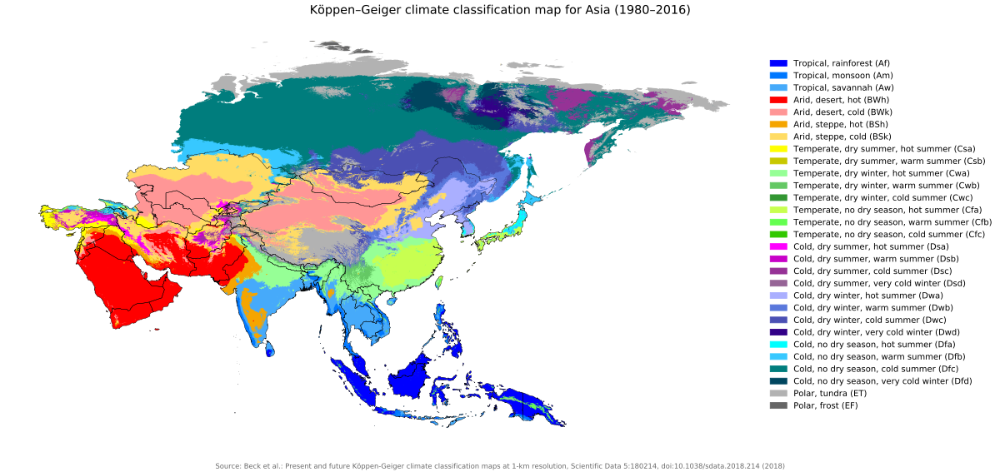 Köppen–Geiger climate classification map for Asia (1980–2016)
Tropical, rainforest (Af)
Tropical, monsoon (Am)
Tropical, savannah (Aw)
Arid, desert, hot (BWh)
Arid, desert, cold (BWk)
Arid, steppe, hot (BSh)
Arid, steppe, cold (BSk)
Temperate, dry summer, hot summer (Csa)
Temperate, dry summer, warm summer (Csb)
Temperate, dry winter, hot summer (Cwa)
Temperate, dry winter, warm summer (Cwb)
Temperate, dry winter, cold summer (Cwc)
Temperate, no dry season, hot summer (Cfa)
Temperate, no dry season, warm summer (Cfb)
Temperate, no dry season, cold summer (Cfc)
Cold, dry summer, hot summer (Dsa)
Cold, dry summer, warm summer (Dsb)
Cold, dry summer, cold summer (Dsc)
Cold, dry summer, very cold winter (Dsd)
Cold, dry winter, hot summer (Dwa)
Cold, dry winter, warm summer (Dwb)
Cold, dry winter, cold summer (Dwc)
Cold, dry winter, very cold winter (Dwd)
Cold, no dry season, hot summer (Dfa)
Cold, no dry season, warm summer (Dfb)
Cold, no dry season, cold summer (Dfc)
Cold, no dry season, very cold winter (Dfd)
Polar, tundra (ET)
Polar, frost (EF)
Source: Beck et al.: Present and future Köppen-Geiger climate classification maps at 1-km resolution, Scientific Data 5:180214, doi:10.1038/sdata.2018.214 (2018)